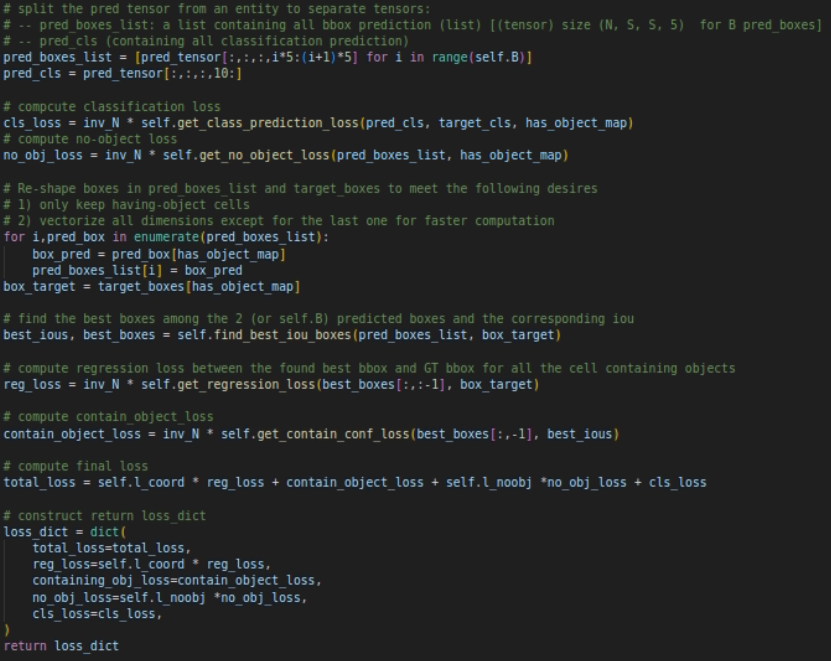 # split the pred tensor from an entity to separate tensors:
# -- pred_boxes_list: a list containing all bbox prediction (list) [(tensor) size (N, S, S, 5)  for B pred_boxes]
# -- pred_cls (containing all classification prediction)
pred_boxes_list = [pred_tensor[:,:,:,i*5:(i+1)*5] for i in range(self.B)]
pred_cls = pred_tensor[:,:,:,10:]

# compcute classification loss
cls_loss = inv_N * self.get_class_prediction_loss(pred_cls, target_cls, has_object_map)
# compute no-object loss
no_obj_loss = inv_N * self.get_no_object_loss(pred_boxes_list, has_object_map)

# Re-shape boxes in pred_boxes_list and target_boxes to meet the following desires
# 1) only keep having-object cells
# 2) vectorize all dimensions except for the last one for faster computation
for i,pred_box in enumerate(pred_boxes_list):
    box_pred = pred_box[has_object_map]
    pred_boxes_list[i] = box_pred
box_target = target_boxes[has_object_map]

# find the best boxes among the 2 (or self.B) predicted boxes and the corresponding iou
best_ious, best_boxes = self.find_best_iou_boxes(pred_boxes_list, box_target)

# compute regression loss between the found best bbox and GT bbox for all the cell containing objects
reg_loss = inv_N * self.get_regression_loss(best_boxes[:,:-1], box_target)

# compute contain_object_loss
contain_object_loss = inv_N * self.get_contain_conf_loss(best_boxes[:,-1], best_ious)

# compute final loss
total_loss = self.l_coord * reg_loss + contain_object_loss + self.l_noobj *no_obj_loss + cls_loss

# construct return loss_dict
loss_dict = dict(
    total_loss=total_loss,
    reg_loss=self.l_coord * reg_loss,
    containing_obj_loss=contain_object_loss,
    no_obj_loss=self.l_noobj *no_obj_loss,
    cls_loss=cls_loss,
)
return loss_dict